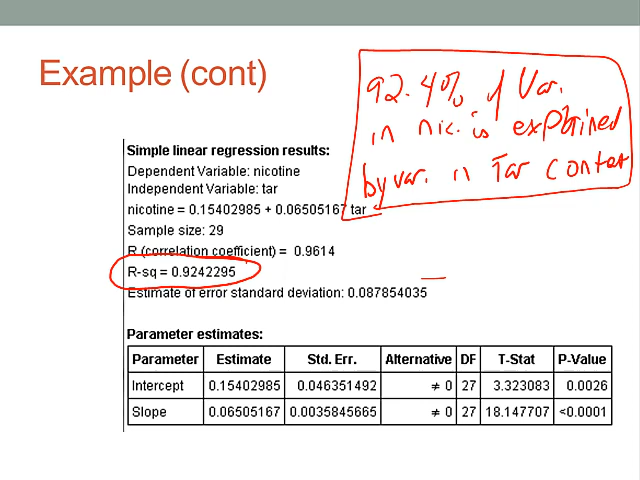 Example (cont)
92.4% of Var.
in nic. is explained
by var. in Tar content
Simple linear regression results:
Dependent Variable: nicotine
Independent Variable: tar
nicotine = 0.15402985 + 0.06505167 tar
Sample size: 29
R (correlation coefficient) = 0.9614
R-sq = 0.9242295
Estimate of error standard deviation: 0.087854035
Parameter estimates:
Parameter Estimate Std. Err. Alternative DF T-Stat P-Value
Intercept 0.15402985 0.046351492 ≠ 0 27 3.323083 0.0026
Slope 0.06505167 0.0035845665 ≠ 0 27 18.147707 <0.0001